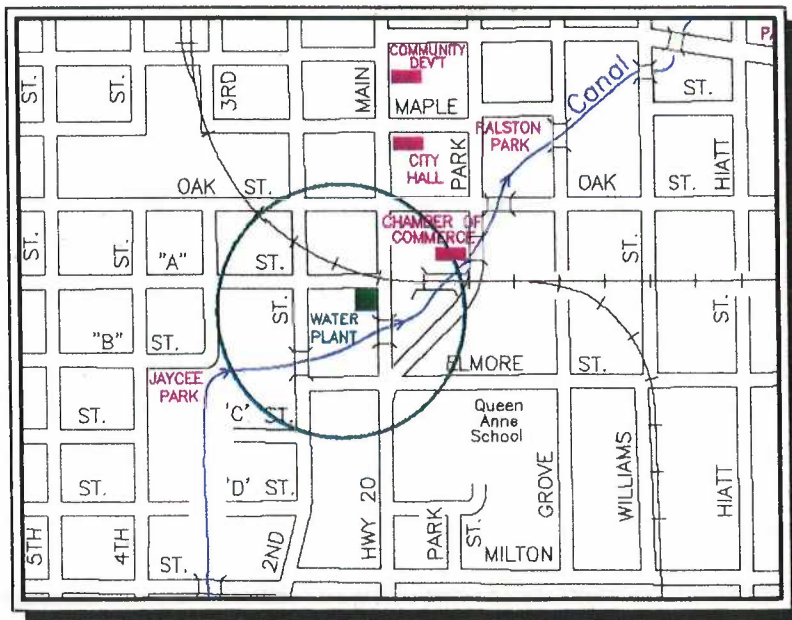 COMMUNITY
DEV'T
Canal
ST.
ST.
3RD
MAIN
MAPLE
ST.
RALSTON
PARK
CITY
HALL
PARK
HIATT
OAK ST.
OAK ST.
CHAMBER OF
COMMERCE
ST.
ST.
"A" ST.
ST.
ST.
ST.
WATER
PLANT
"B" ST.
ELMORE ST.
JAYCEE
PARK
'C' ST.
ST.
Queen
Anne
School
'D' ST.
ST.
HWY 20
GROVE
WILLIAMS
HIATT
5TH
4TH
ST.
2ND
PARK
ST.
MILTON